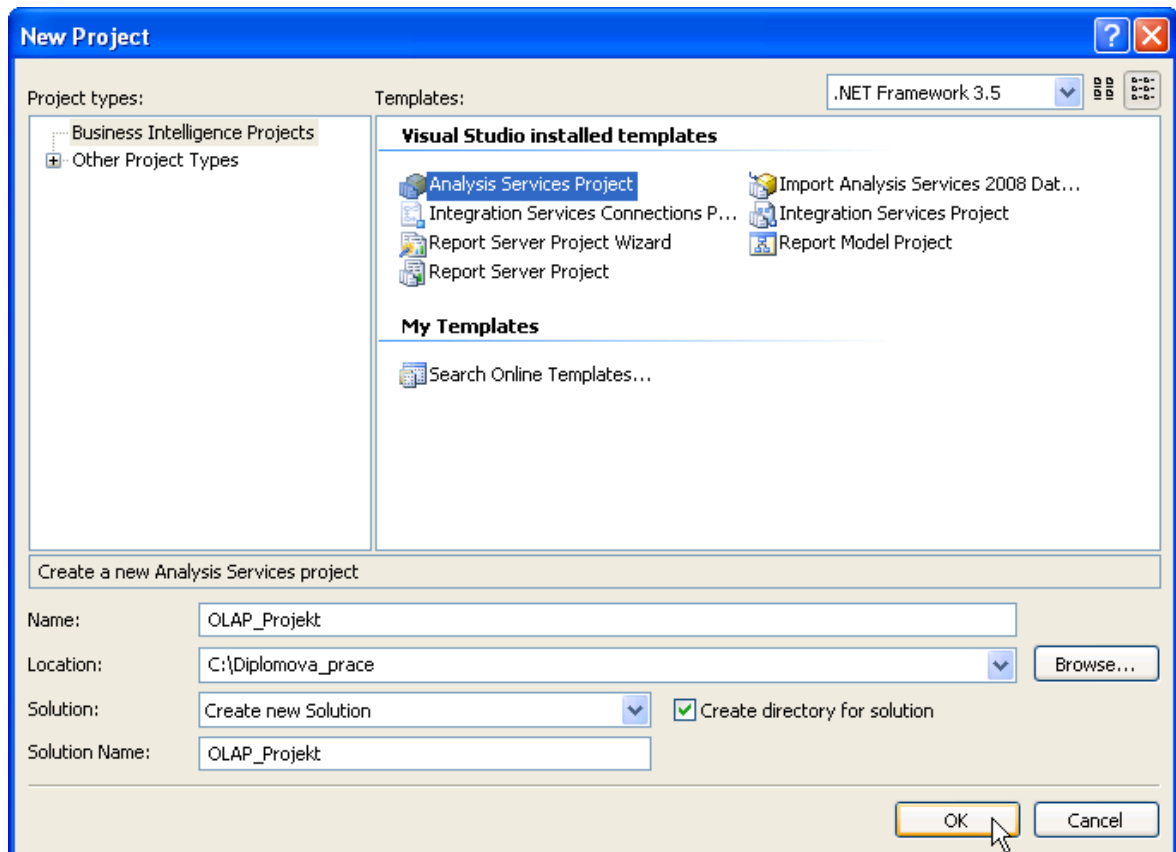 New Project
Project types:
Templates:
.NET Framework 3.5
Business Intelligence Projects
Other Project Types
Visual Studio installed templates
Analysis Services Project
Import Analysis Services 2008 Dat...
Integration Services Connections P...
Integration Services Project
Report Server Project Wizard
Report Model Project
Report Server Project
My Templates
Search Online Templates...
Create a new Analysis Services project
Name:
OLAP_Projekt
Location:
C:\Diplomova_prace
Browse...
Solution:
Create new Solution
Create directory for solution
Solution Name:
OLAP_Projekt
OK
Cancel